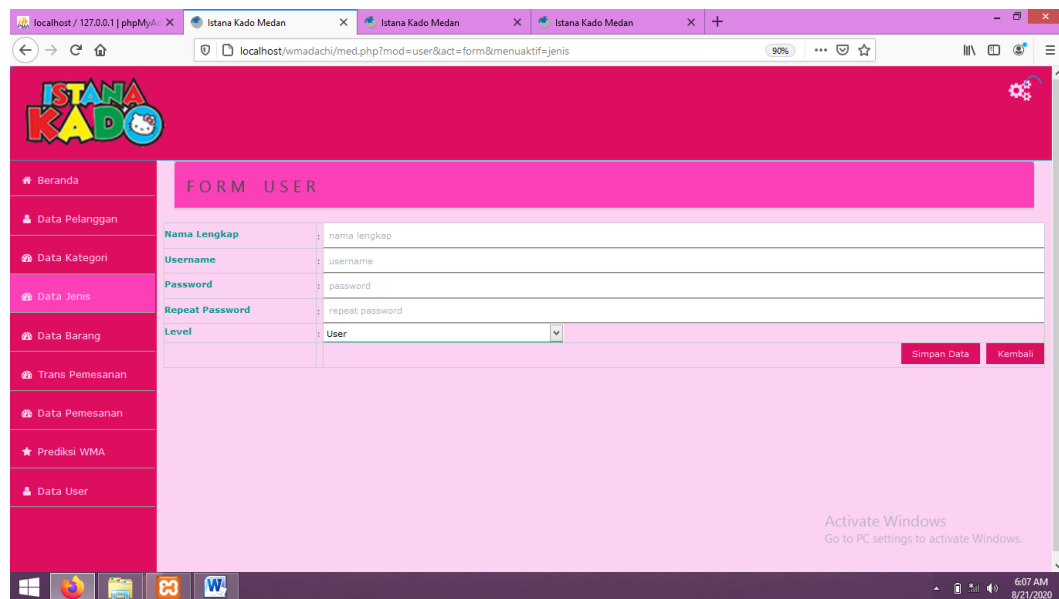 localhost / 127.0.0.1 | phpMyAd
Istana Kado Medan
Istana Kado Medan
Istana Kado Medan
localhost/wmadachi/med.php?mod=user&act=form&menuaktif=jenis
90%
ISTANA
KADO
Beranda
Data Pelanggan
Data Kategori
Data Jenis
Data Barang
Trans Pemesanan
Data Pemesanan
Prediksi WMA
Data User
FORM USER
Nama Lengkap : nama lengkap
Username : username
Password : password
Repeat Password : repeat password
Level : User
Simpan Data Kembali
Activate Windows
Go to PC settings to activate Windows.
6:07 AM
8/21/2020